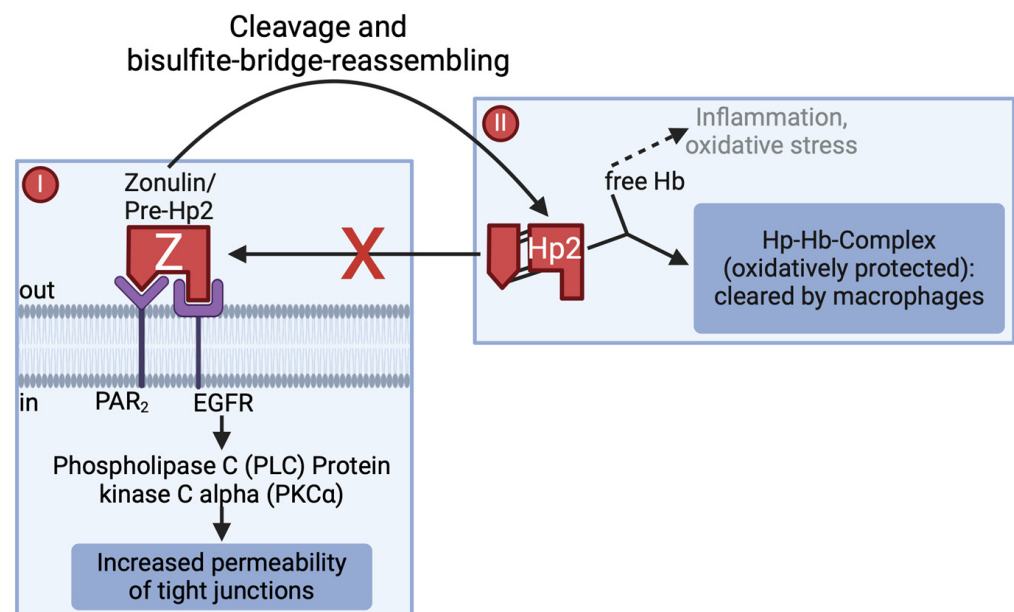 Cleavage and
bisulfite-bridge-reassembling
I
Zonulin/
Pre-Hp2
Z
out
in
PAR₂
EGFR
Phospholipase C (PLC) Protein
kinase C alpha (PKCα)
Increased permeability
of tight junctions
X
II
Inflammation,
oxidative stress
free Hb
Hp2
Hp-Hb-Complex
(oxidatively protected):
cleared by macrophages